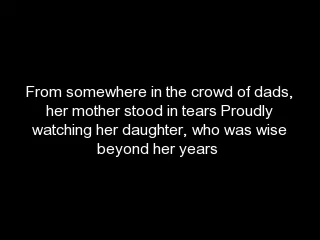 From somewhere in the crowd of dads,
her mother stood in tears Proudly
watching her daughter, who was wise
beyond her years